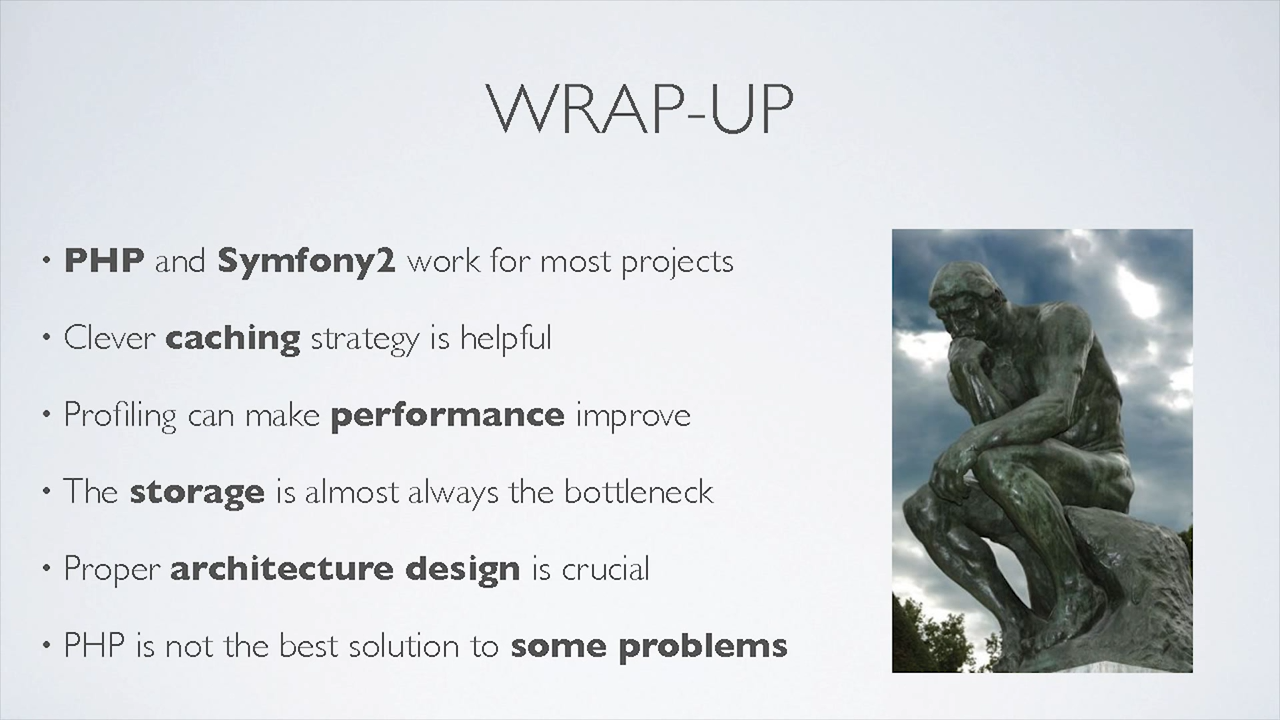 WRAP-UP
• PHP and Symfony2 work for most projects
• Clever caching strategy is helpful
• Profiling can make performance improve
• The storage is almost always the bottleneck
• Proper architecture design is crucial
• PHP is not the best solution to some problems